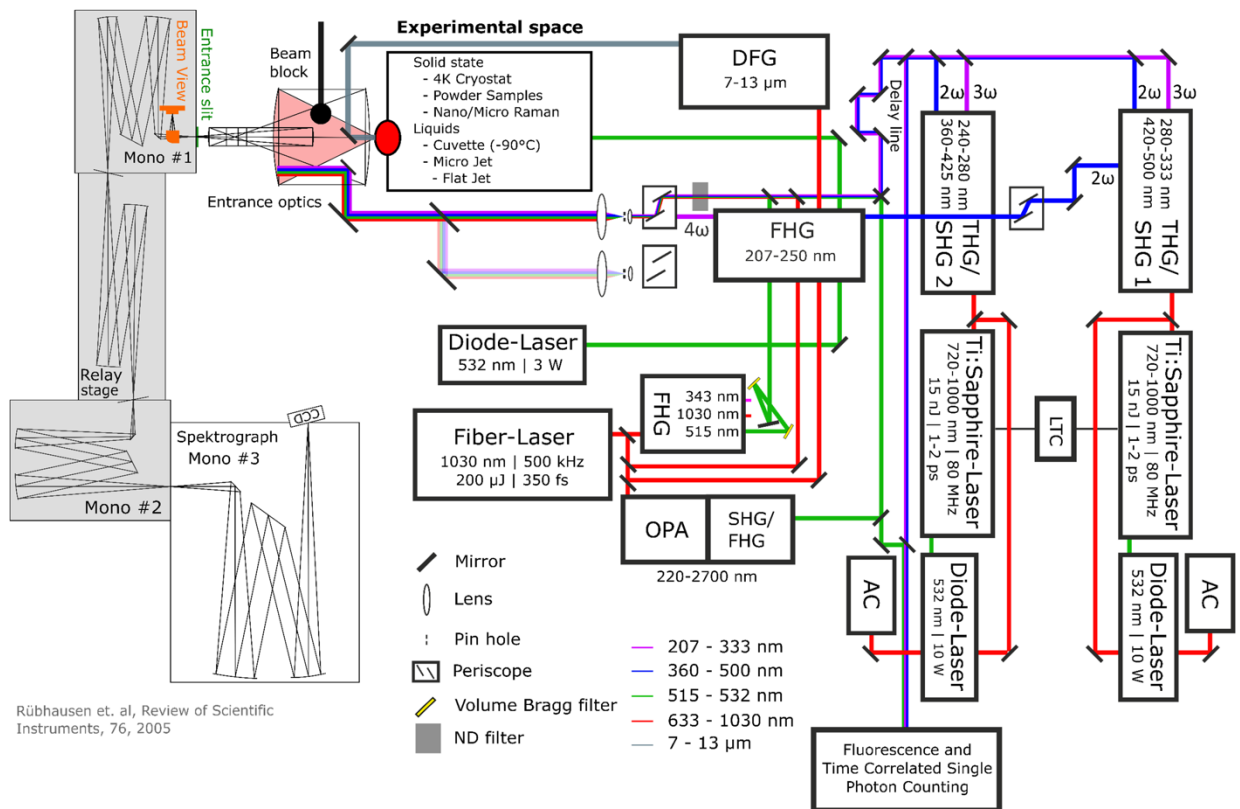 Experimental space
Beam View
Entrance slit
Beam block
Mono #1
Entrance optics
Solid state
- 4K Cryostat
- Powder Samples
- Nano/Micro Raman
Liquids
- Cuvette (-90°C)
- Micro Jet
- Flat Jet
DFG
7-13 µm
Delay line
2ω
3ω
2ω
3ω
240-280 nm
360-425 nm
THG/
SHG 2
280-333 nm
420-500 nm
THG/
SHG 1
2ω
4ω
FHG
207-250 nm
Relay
stage
Diode-Laser
532 nm | 3 W
FHG
343 nm
1030 nm
515 nm
Fiber-Laser
1030 nm | 500 kHz
200 µJ | 350 fs
OPA
SHG/
FHG
220-2700 nm
Ti:Sapphire-Laser
720-1000 nm | 80 MHz
15 nJ | 1-2 ps
LTC
Ti:Sapphire-Laser
720-1000 nm | 80 MHz
15 nJ | 1-2 ps
AC
Diode-Laser
532 nm | 10 W
Diode-Laser
532 nm | 10 W
AC
Mono #2
Spektrograph
Mono #3
CCD
Mirror
Lens
Pin hole
Periscope
Volume Bragg filter
ND filter
207 - 333 nm
360 - 500 nm
515 - 532 nm
633 - 1030 nm
7 - 13 µm
Fluorescence and
Time Correlated Single
Photon Counting
Rübhausen et. al, Review of Scientific
Instruments, 76, 2005